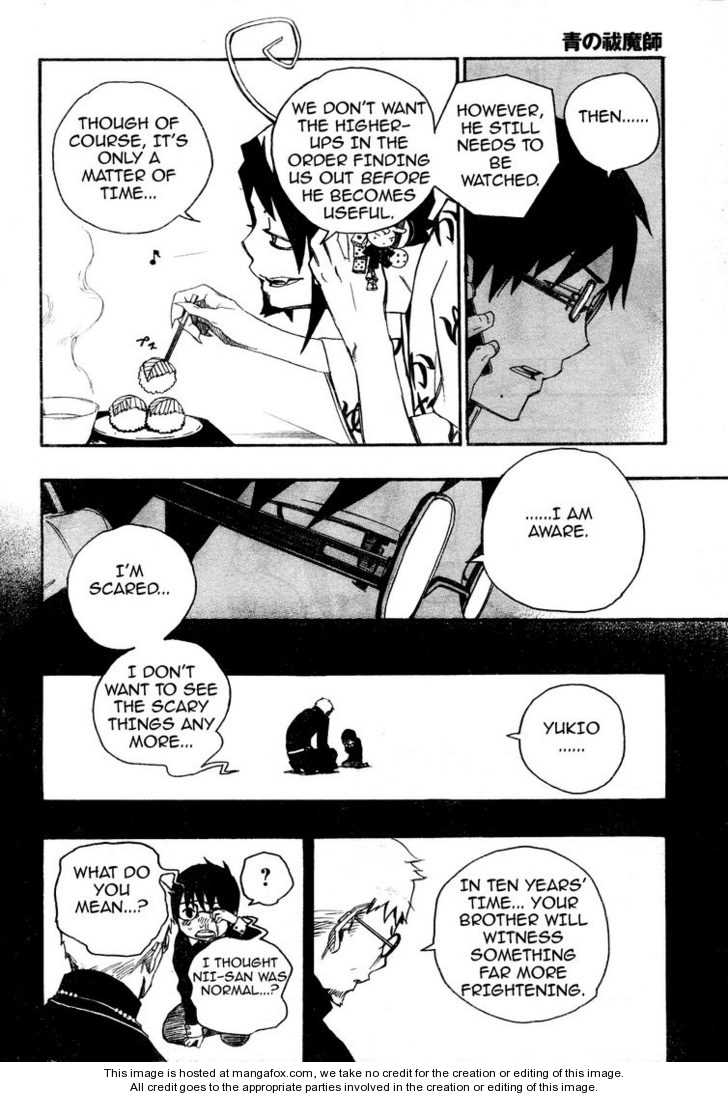 青の祓魔師
THEN......
HOWEVER,
HE STILL
NEEDS TO
BE
WATCHED.
WE DON'T WANT
THE HIGHER-
UPS IN THE
ORDER FINDING
US OUT BEFORE
HE BECOMES
USEFUL.
THOUGH OF
COURSE, IT'S
ONLY A
MATTER OF
TIME...
♪
......I AM
AWARE.
I'M
SCARED...
I DON'T
WANT TO SEE
THE SCARY
THINGS ANY
MORE...
YUKIO
......
IN TEN YEARS'
TIME... YOUR
BROTHER WILL
WITNESS
SOMETHING
FAR MORE
FRIGHTENING.
?
WHAT DO
YOU
MEAN...?
I THOUGHT
NII-SAN WAS
NORMAL...?
This image is hosted at mangafox.com, we take no credit for the creation or editing of this image.
All credit goes to the appropriate parties involved in the creation or editing of this image.